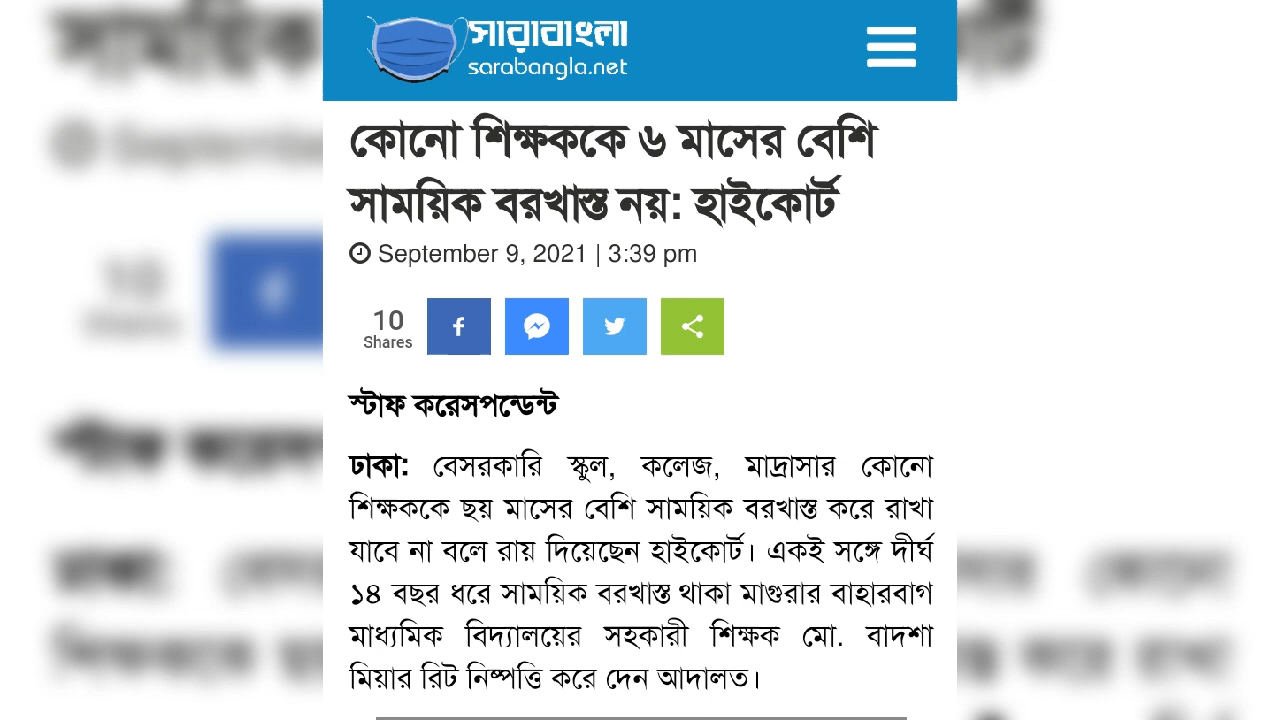 সারাবাংলা
sarabangla.net
কোনো শিক্ষককে ৬ মাসের বেশি
সাময়িক বরখাস্ত নয়: হাইকোর্ট
September 9, 2021 | 3:39 pm
10
Shares
স্টাফ করেসপন্ডেন্ট
ঢাকা: বেসরকারি স্কুল, কলেজ, মাদ্রাসার কোনো
শিক্ষককে ছয় মাসের বেশি সাময়িক বরখাস্ত করে রাখা
যাবে না বলে রায় দিয়েছেন হাইকোর্ট। একই সঙ্গে দীর্ঘ
১৪ বছর ধরে সাময়িক বরখাস্ত থাকা মাগুরার বাহারবাগ
মাধ্যমিক বিদ্যালয়ের সহকারী শিক্ষক মো. বাদশা
মিয়ার রিট নিষ্পত্তি করে দেন আদালত।